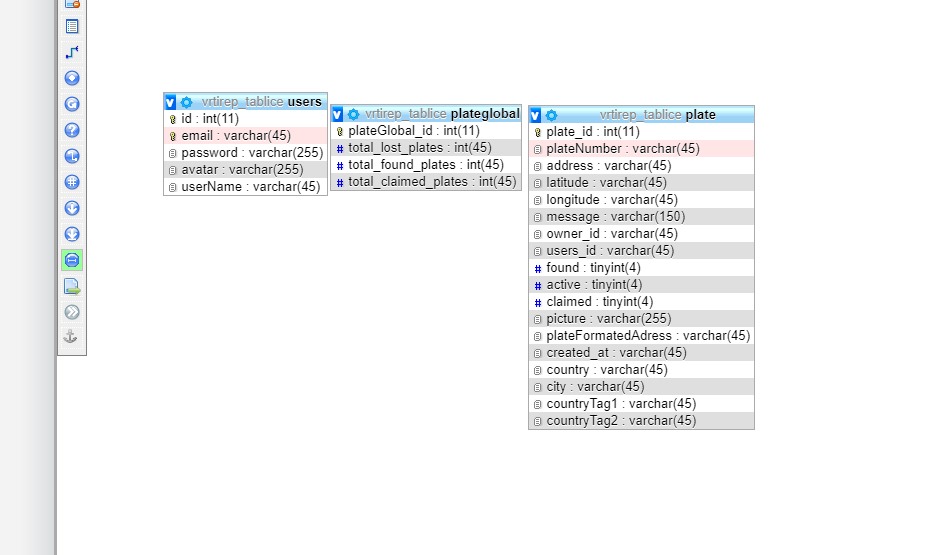 vrtirep_tablice users
id : int(11)
email : varchar(45)
password : varchar(255)
avatar : varchar(255)
userName : varchar(45)
vrtirep_tablice plateglobal
plateGlobal_id : int(11)
total_lost_plates : int(45)
total_found_plates : int(45)
total_claimed_plates : int(45)
vrtirep_tablice plate
plate_id : int(11)
plateNumber : varchar(45)
address : varchar(45)
latitude : varchar(45)
longitude : varchar(45)
message : varchar(150)
owner_id : varchar(45)
users_id : varchar(45)
found : tinyint(4)
active : tinyint(4)
claimed : tinyint(4)
picture : varchar(255)
plateFormatedAdress : varchar(45)
created_at : varchar(45)
country : varchar(45)
city : varchar(45)
countryTag1 : varchar(45)
countryTag2 : varchar(45)